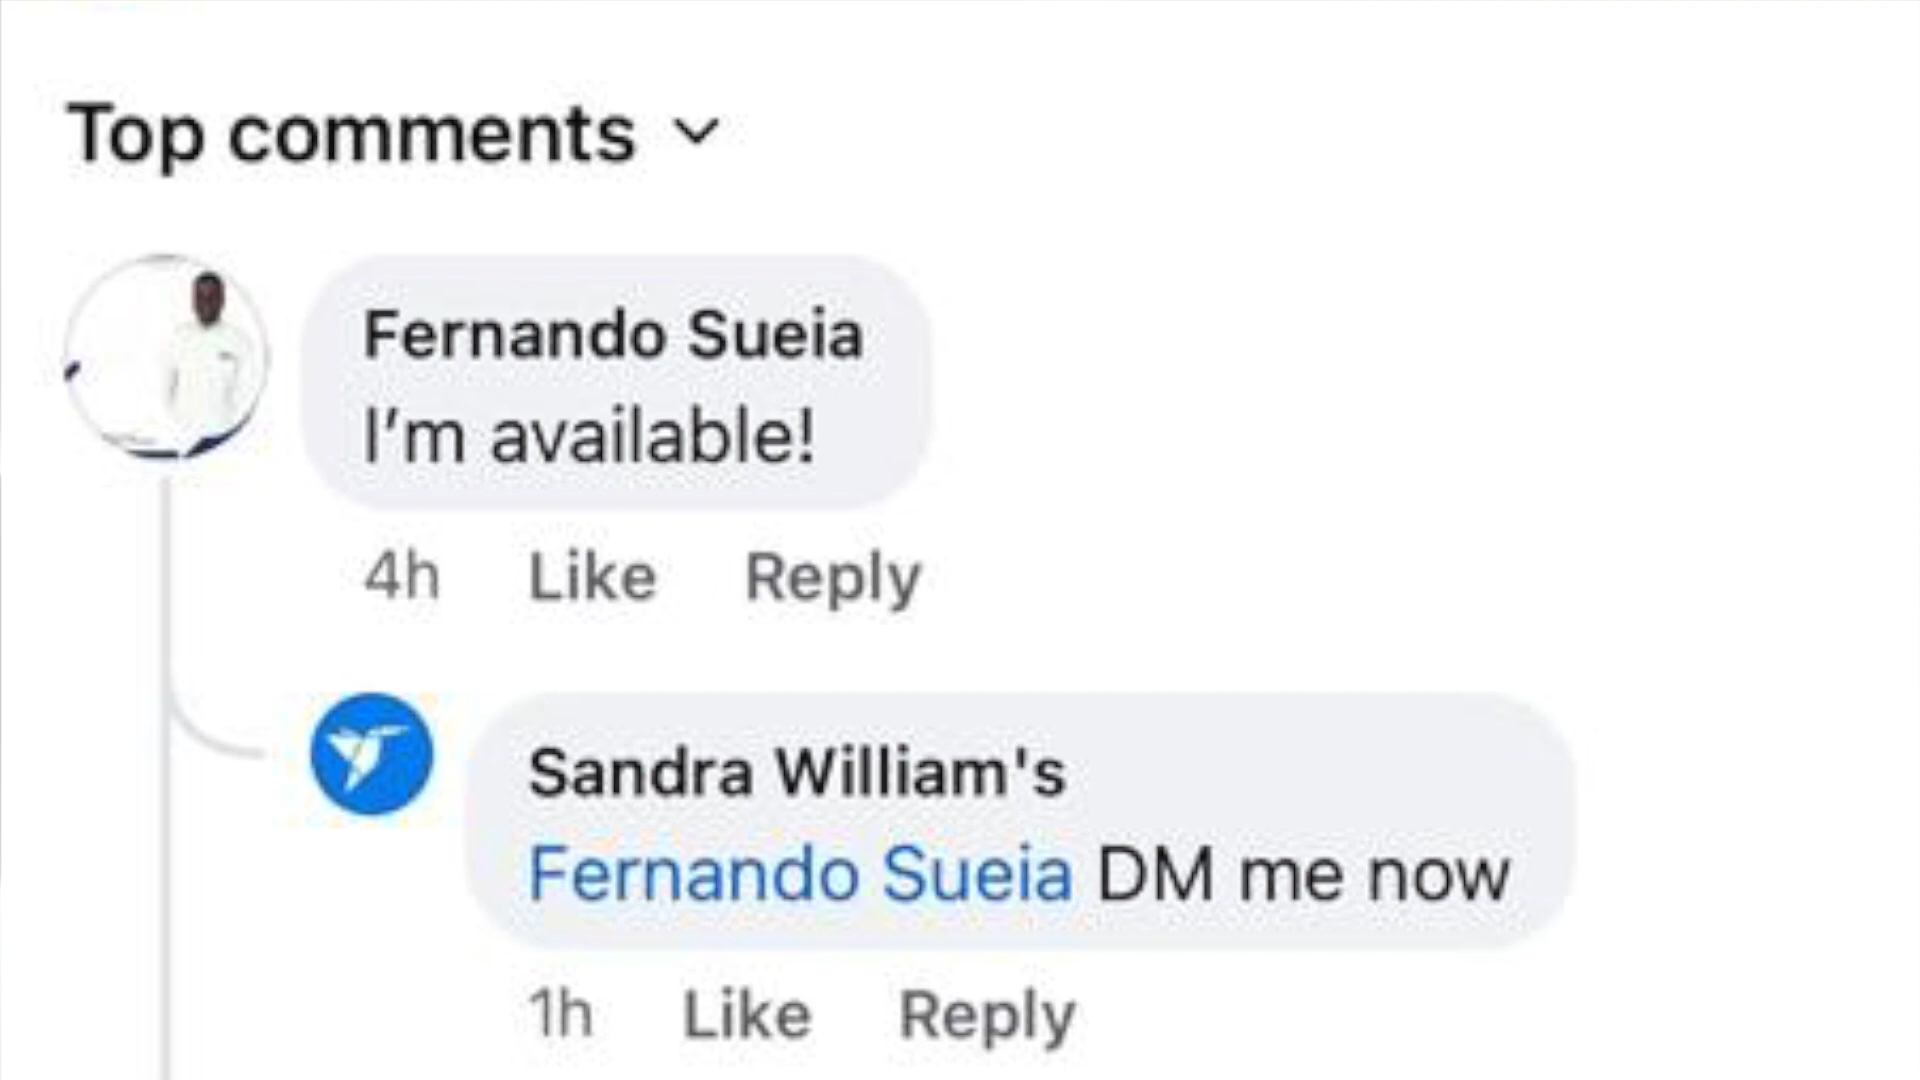 Top comments
Fernando Sueia
I'm available!
4h Like Reply
Sandra William's
Fernando Sueia DM me now
1h Like Reply